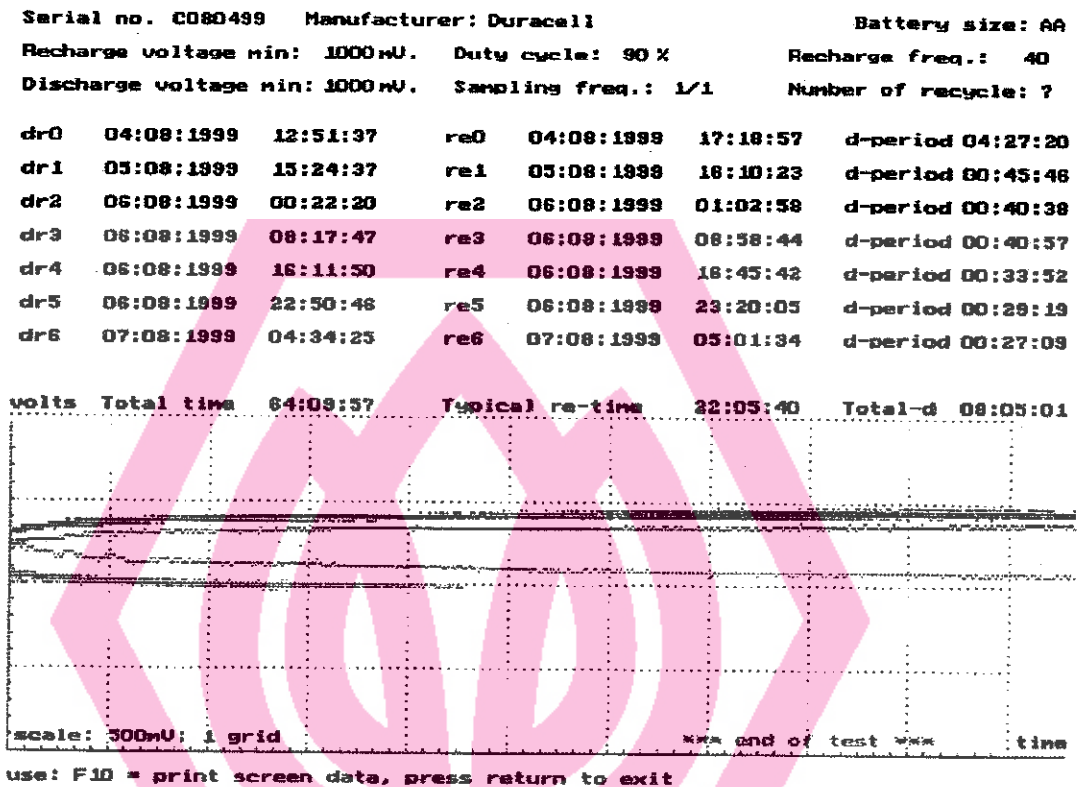 Serial no. C080499 Manufacturer: Duracell Battery size: AA
Recharge voltage min: 1000mV. Duty cycle: 90 % Recharge freq.: 40
Discharge voltage min: 1000mV. Sampling freq.: 1/1 Number of recycle: ?
dr0 04:08:1999 12:51:37 re0 04:08:1999 17:18:57 d-period 04:27:20
dr1 05:08:1999 15:24:37 re1 05:08:1999 16:10:23 d-period 00:45:46
dr2 06:08:1999 00:22:20 re2 06:08:1999 01:02:58 d-period 00:40:38
dr3 06:08:1999 08:17:47 re3 06:08:1999 08:58:44 d-period 00:40:57
dr4 06:08:1999 16:11:50 re4 06:08:1999 16:45:42 d-period 00:33:52
dr5 06:08:1999 22:50:46 re5 06:08:1999 23:20:05 d-period 00:29:19
dr6 07:08:1999 04:34:25 re6 07:08:1999 05:01:34 d-period 00:27:09
volts Total time 64:09:57 Typical re-time 22:05:40 Total-d 08:05:01
scale: 500mV: 1 grid *** end of test *** time
use: F10 = print screen data, press return to exit